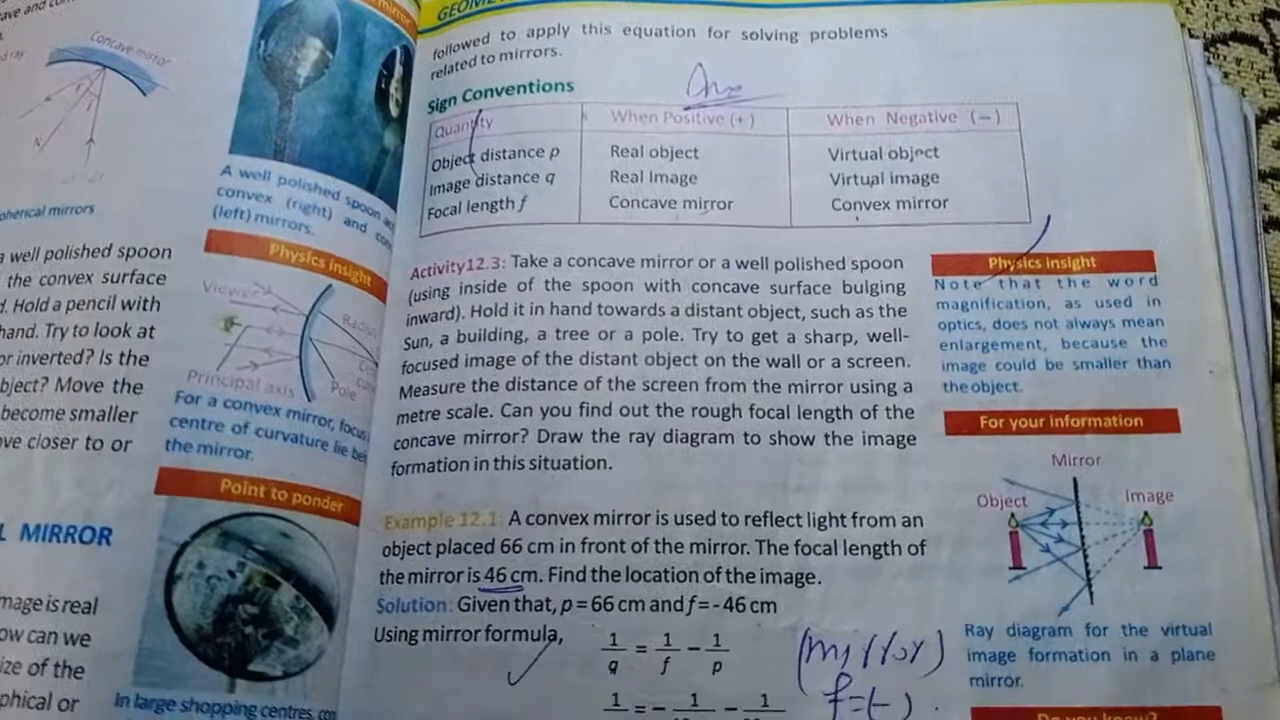 ave and con
d ray
Concave mirror
pherical mirrors
a well polished spoon
the convex surface
d. Hold a pencil with
hand. Try to look at
or inverted? Is the
bject? Move the
become smaller
ve closer to or
L MIRROR
mage is real
ow can we
ize of the
phical or
mirror
A well polished spoon
convex (right) and
(left) mirrors.
Physics insight
Viewer
Principal axis
Pole
For a convex mirror, focus
centre of curvature lie
the mirror.
Point to ponder
In large shopping centres,
GEOME
followed to apply this equation for solving problems
related to mirrors.
Sign Conventions
Quantity When Positive (+) When Negative (−)
Object distance p Real object Virtual object
Image distance q Real Image Virtual image
Focal length f Concave mirror Convex mirror
Activity12.3: Take a concave mirror or a well polished spoon
(using inside of the spoon with concave surface bulging
inward). Hold it in hand towards a distant object, such as the
Sun, a building, a tree or a pole. Try to get a sharp, well-
focused image of the distant object on the wall or a screen.
Measure the distance of the screen from the mirror using a
metre scale. Can you find out the rough focal length of the
concave mirror? Draw the ray diagram to show the image
formation in this situation.
Example 12.1: A convex mirror is used to reflect light from an
object placed 66 cm in front of the mirror. The focal length of
the mirror is 46 cm. Find the location of the image.
Solution: Given that, p = 66 cm and f = - 46 cm
Using mirror formula,
1/q = 1/f − 1/p
(mirror)
f=(-)
Physics insight
Note that the word
magnification, as used in
optics, does not always mean
enlargement, because the
image could be smaller than
the object.
For your information
Mirror
Object Image
Ray diagram for the virtual
image formation in a plane
mirror.
Do you know?